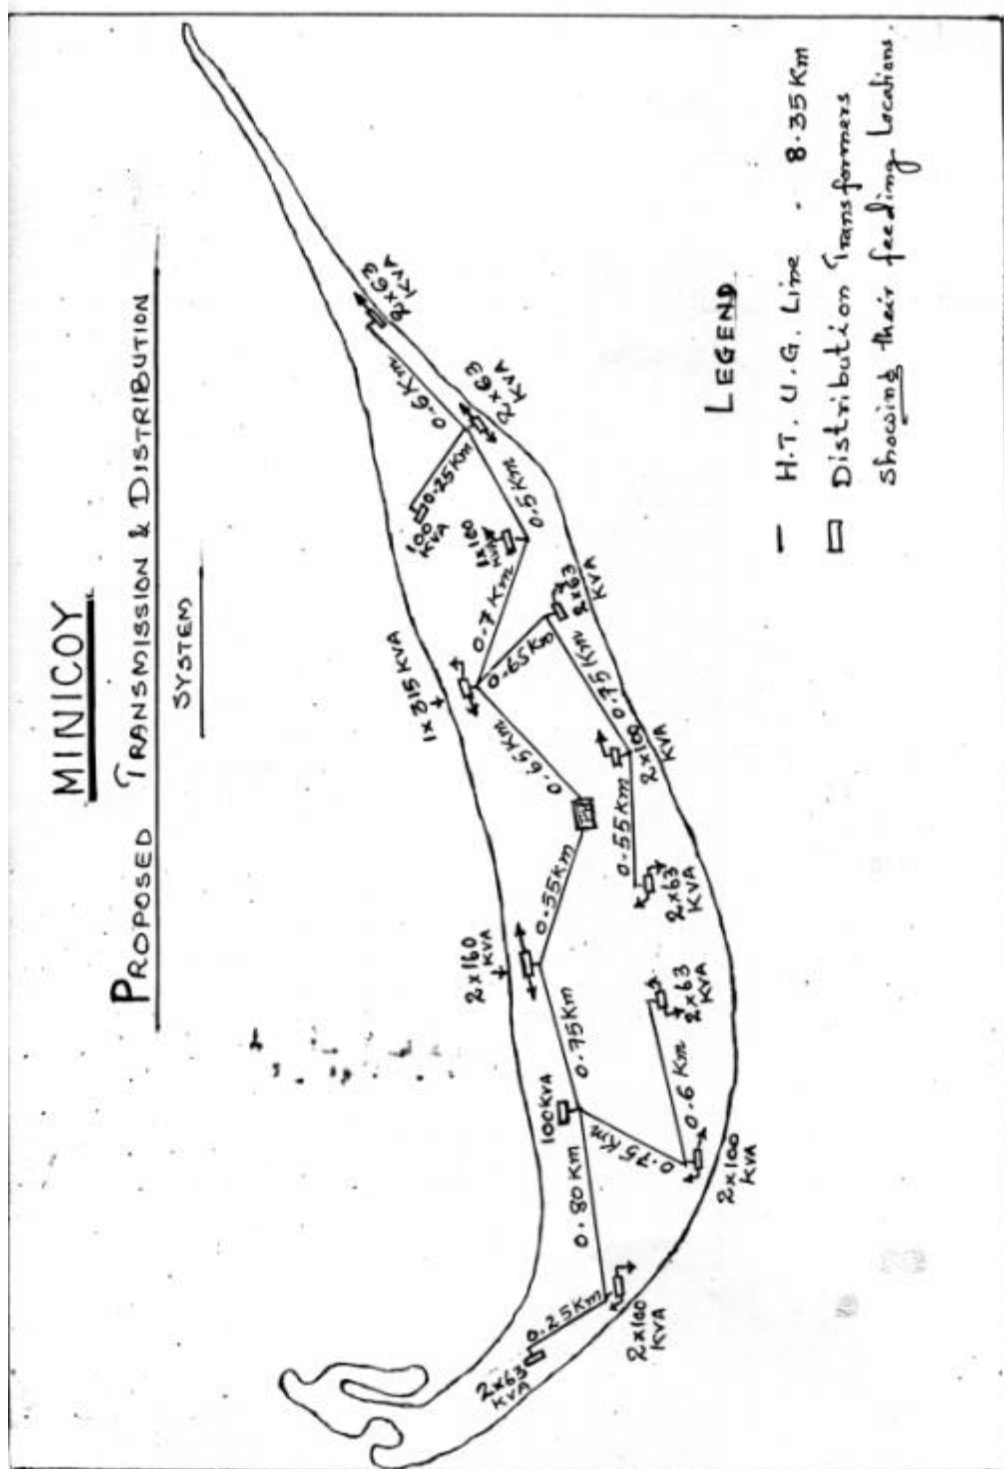 MINICOY
PROPOSED TRANSMISSION & DISTRIBUTION
SYSTEM
2x63
KVA
0.6 Km
2x63
KVA
0.25 Km
100
KVA
0.5 Km
1x100
KVA
0.7 Km
1x315 KVA
0.65 Km
2x63
KVA
0.75 Km
0.65 Km
2x100
KVA
0.55 Km
2x63
KVA
0.55 Km
2x160
KVA
0.75 Km
2x63
KVA
0.6 Km
100 KVA
0.75 Km
2x100
KVA
0.80 Km
2x100
KVA
0.25 Km
2x63
KVA
LEGEND
H.T. U.G. Line - 8.35 Km
Distribution Transformers
showing their feeding Locations.